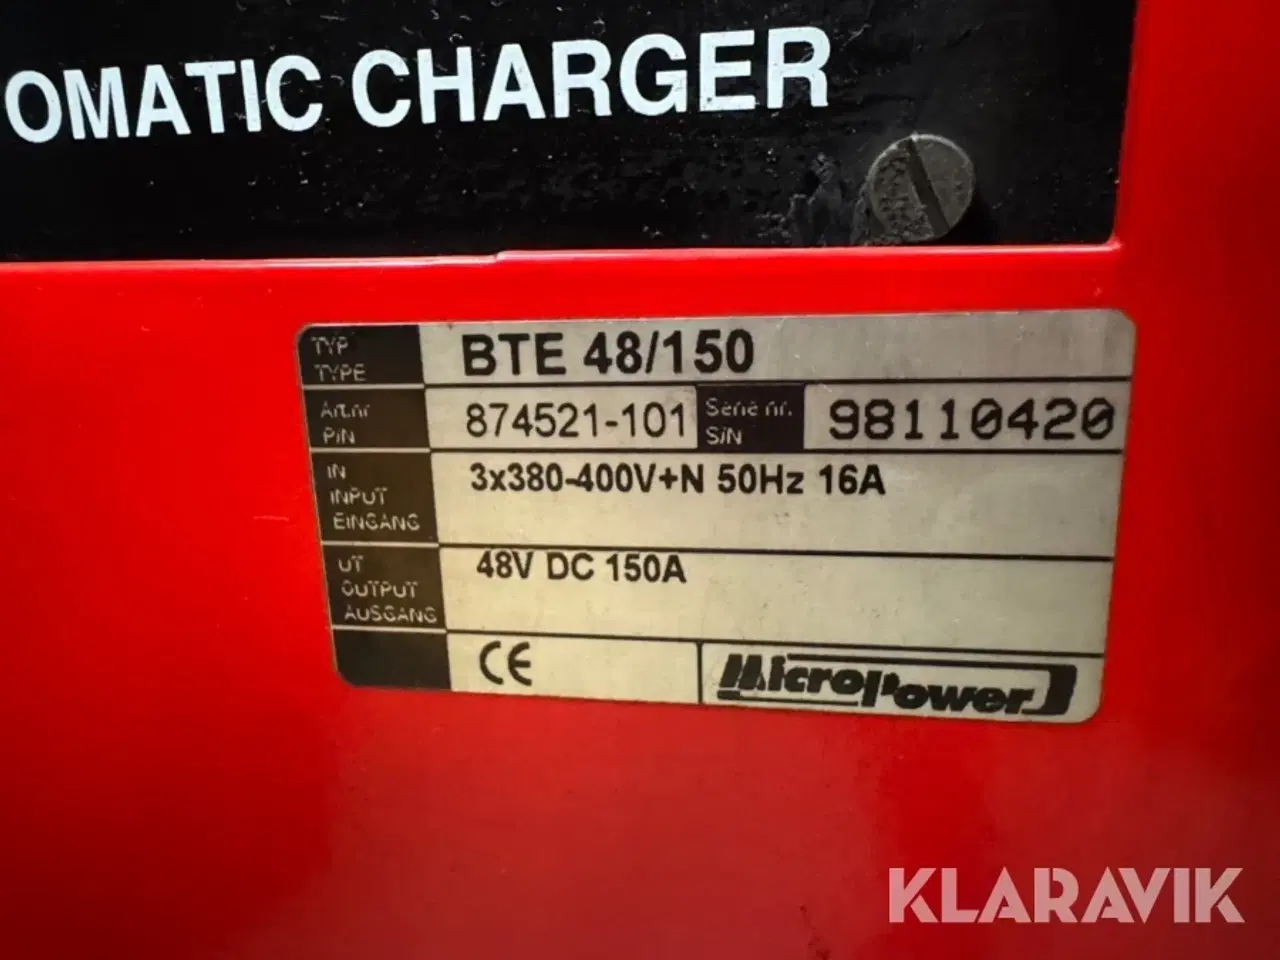 OMATIC CHARGER
TYP
TYPE
BTE 48/150
Art.nr
P/N
874521-101
Serie nr.
S/N
98110420
IN
INPUT
EINGANG
3x380-400V+N 50Hz 16A
UT
OUTPUT
AUSGANG
48V DC 150A
CE
MicroPower
KLARAVIK